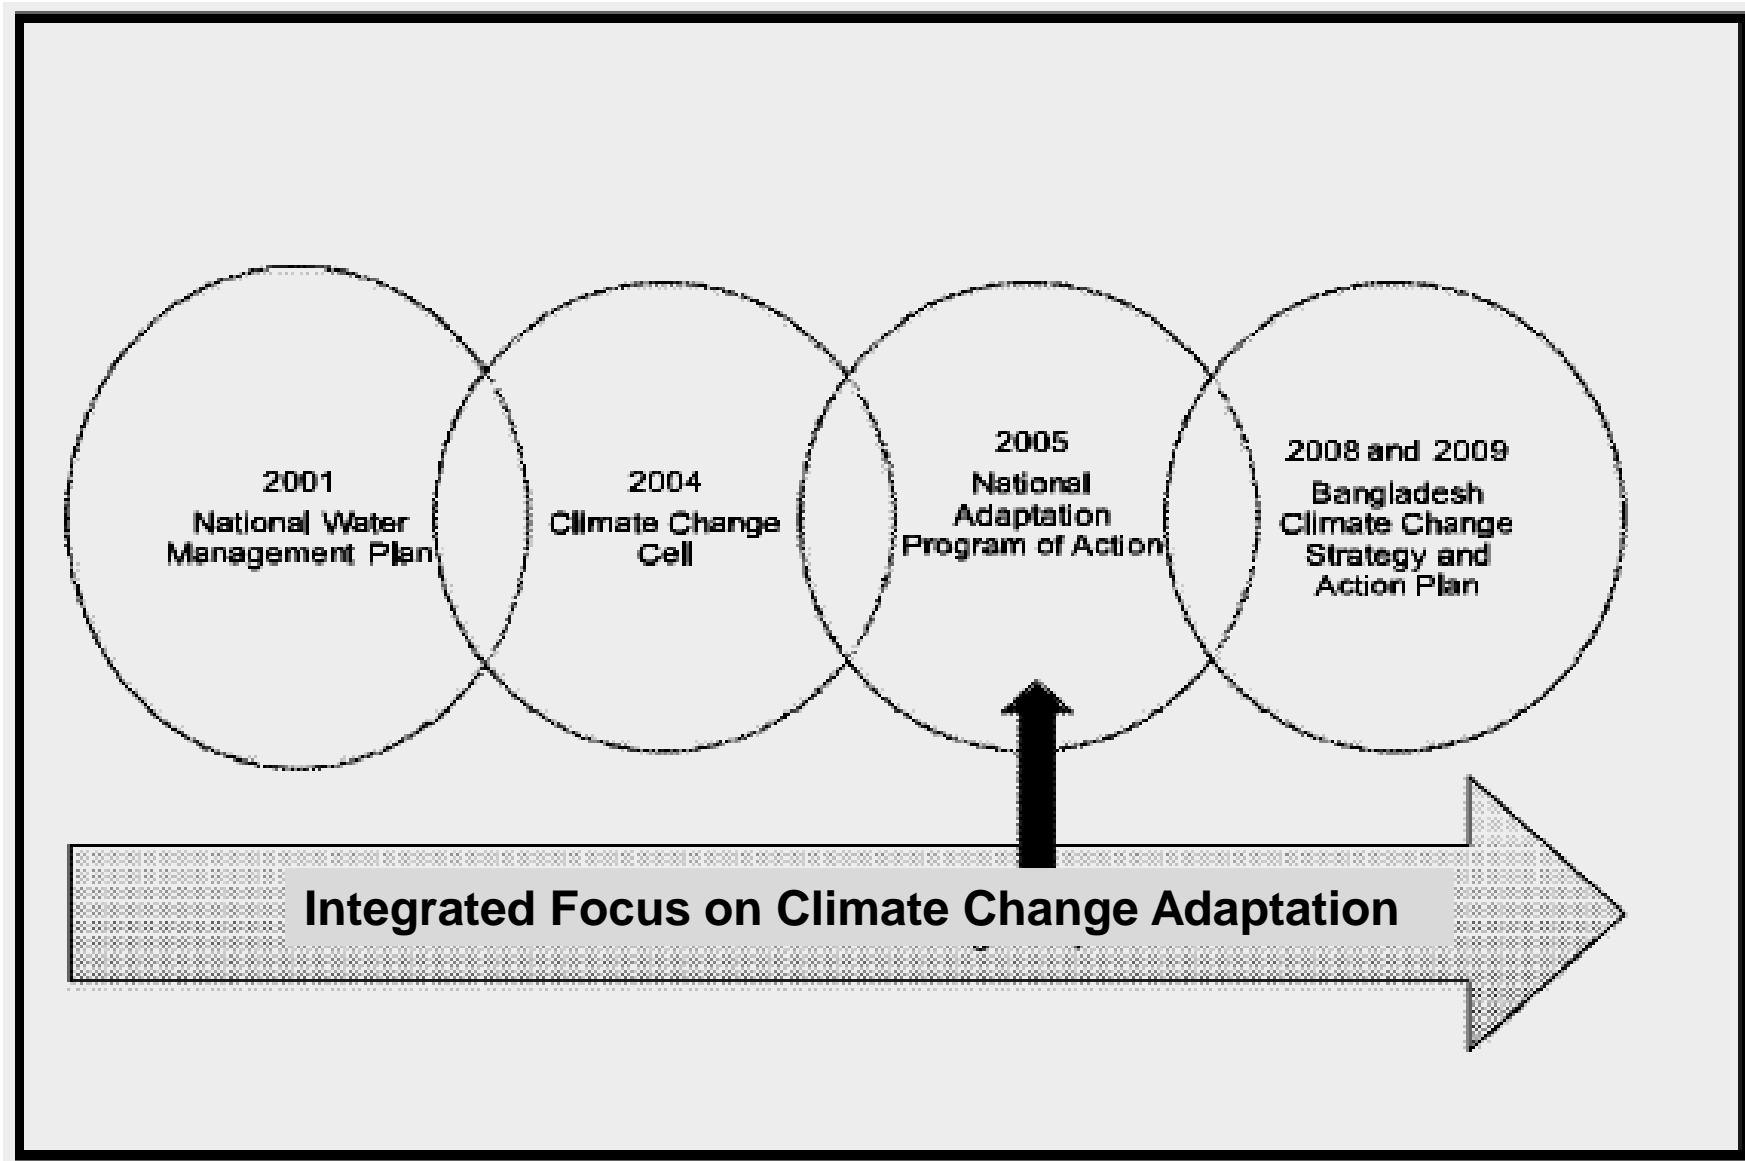 2001
National Water
Management Plan
2004
Climate Change
Cell
2005
National
Adaptation
Program of Action
2008 and 2009
Bangladesh
Climate Change
Strategy and
Action Plan
Integrated Focus on Climate Change Adaptation